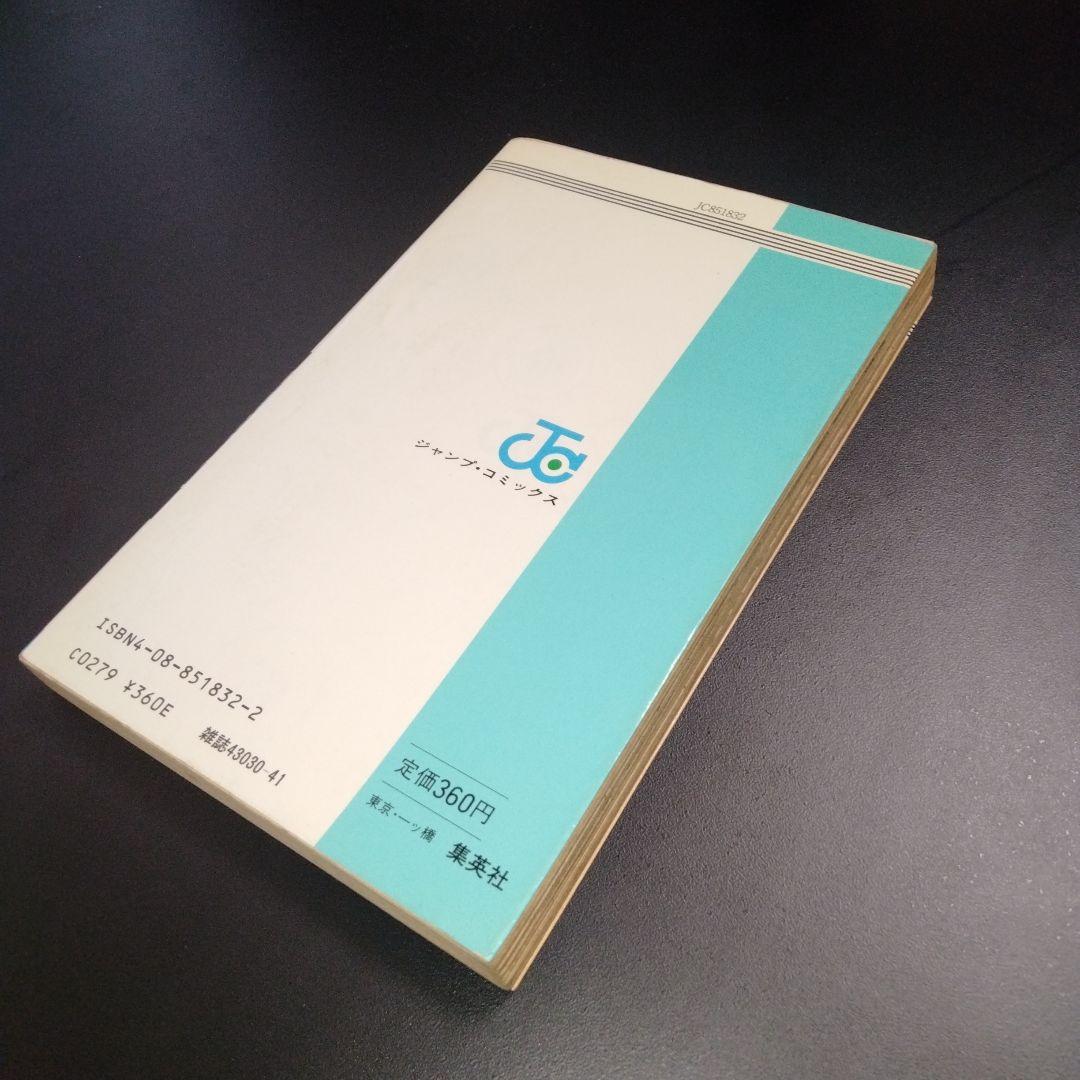 JC851832
JC
ジャンプ・コミックス
ISBN4-08-851832-2
C0279 ¥360E
雑誌43030-41
定価360円
東京・一ッ橋 集英社